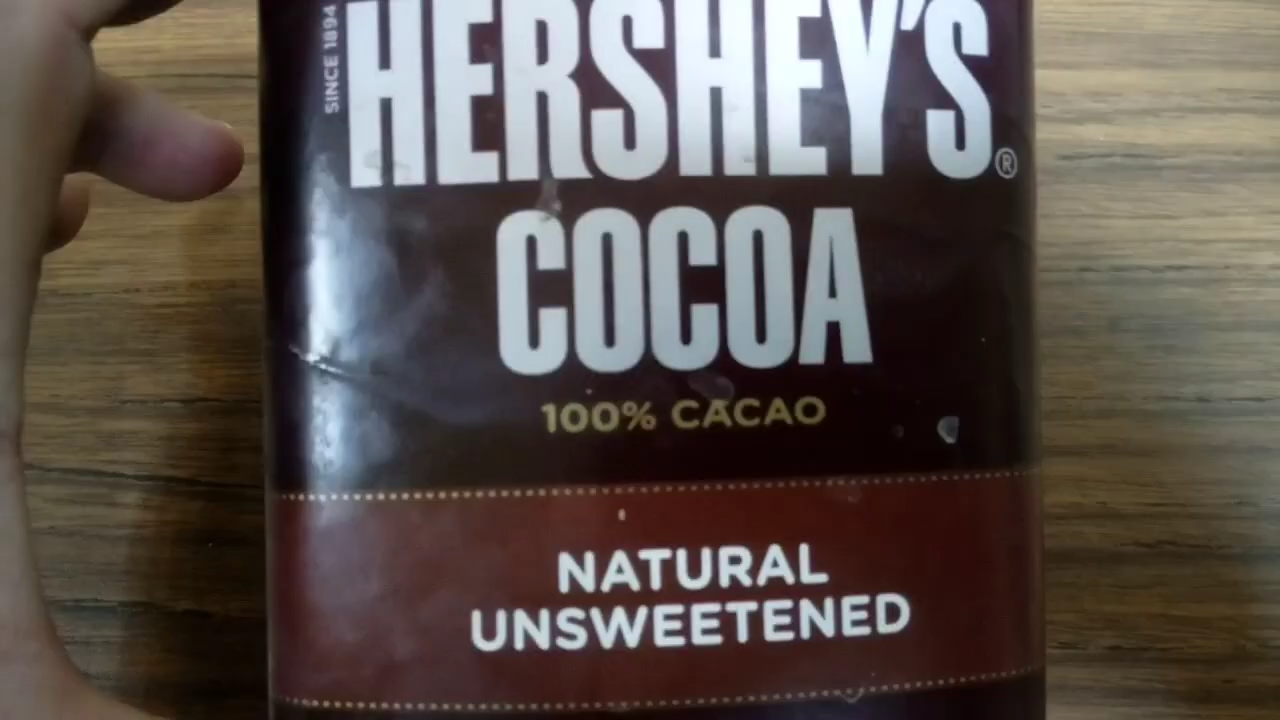 SINCE 1894
HERSHEY'S®
COCOA
100% CACAO
NATURAL
UNSWEETENED